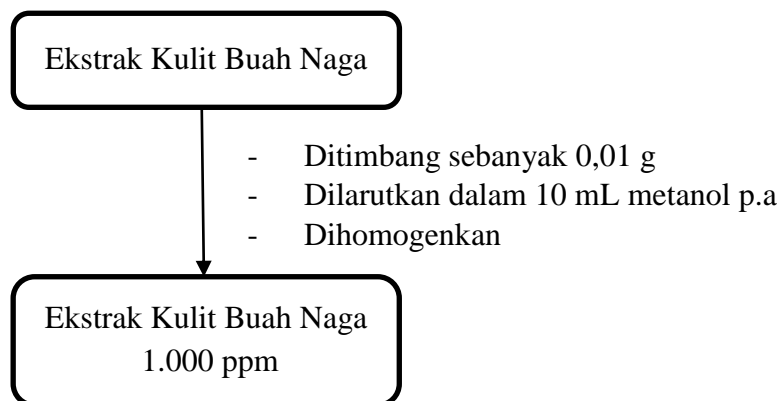 Ekstrak Kulit Buah Naga
- Ditimbang sebanyak 0,01 g
- Dilarutkan dalam 10 mL metanol p.a
- Dihomogenkan
Ekstrak Kulit Buah Naga
1.000 ppm